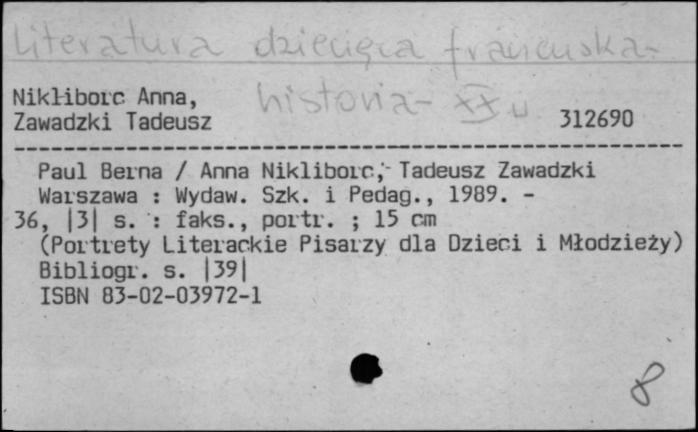 Literatura dziecięca francuska-
historia- XX w
Nikliborc Anna,
Zawadzki Tadeusz
312690
Paul Berna / Anna Nikliborc, Tadeusz Zawadzki
Warszawa : Wydaw. Szk. i Pedag., 1989. -
36, |3| s. : faks., portr. ; 15 cm
(Portrety Literackie Pisarzy dla Dzieci i Młodzieży)
Bibliogr. s. |39|
ISBN 83-02-03972-1
8